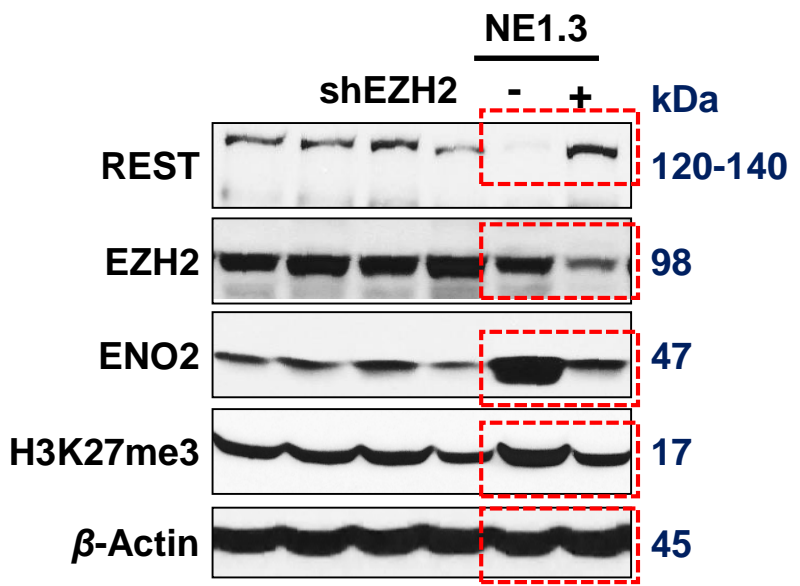 NE1.3
shEZH2 - + kDa
REST 120-140
EZH2 98
ENO2 47
H3K27me3 17
β-Actin 45